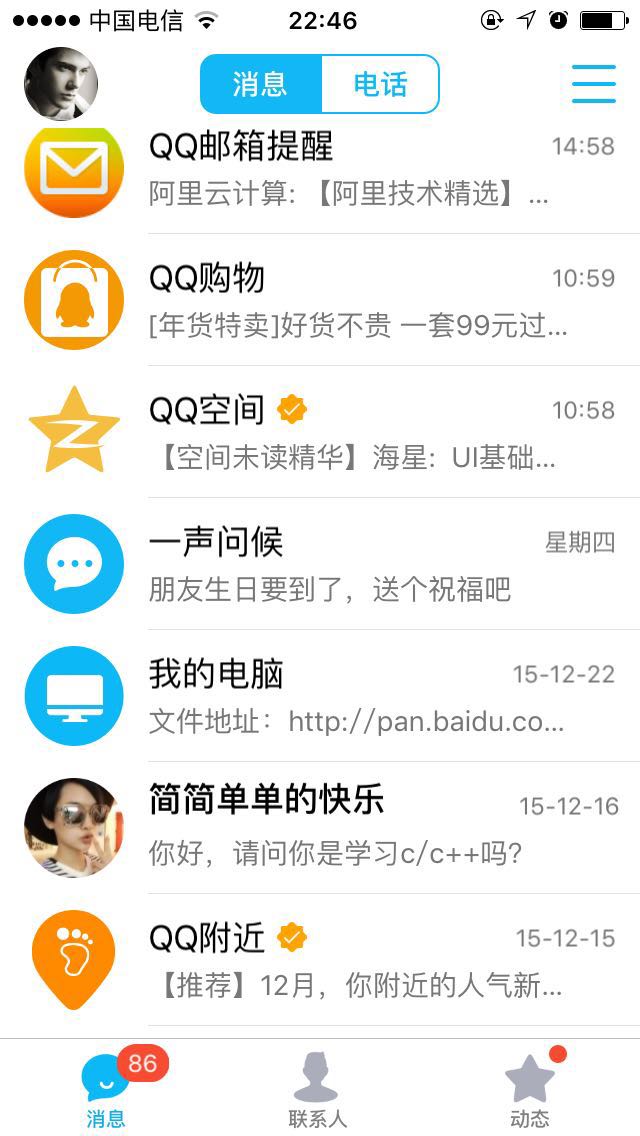 中国电信 22:46
消息 电话
QQ邮箱提醒 14:58
阿里云计算: 【阿里技术精选】...
QQ购物 10:59
[年货特卖]好货不贵 一套99元过...
QQ空间 10:58
【空间未读精华】海星: UI基础...
一声问候 星期四
朋友生日要到了，送个祝福吧
我的电脑 15-12-22
文件地址：http://pan.baidu.co...
简简单单的快乐 15-12-16
你好，请问你是学习c/c++吗?
QQ附近 15-12-15
【推荐】12月，你附近的人气新...
86
消息 联系人 动态